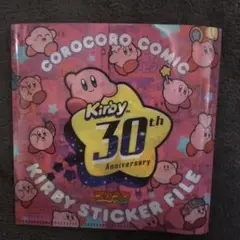 COROCORO COMIC
Kirby
30th
Anniversary
KIRBY STICKER FILE